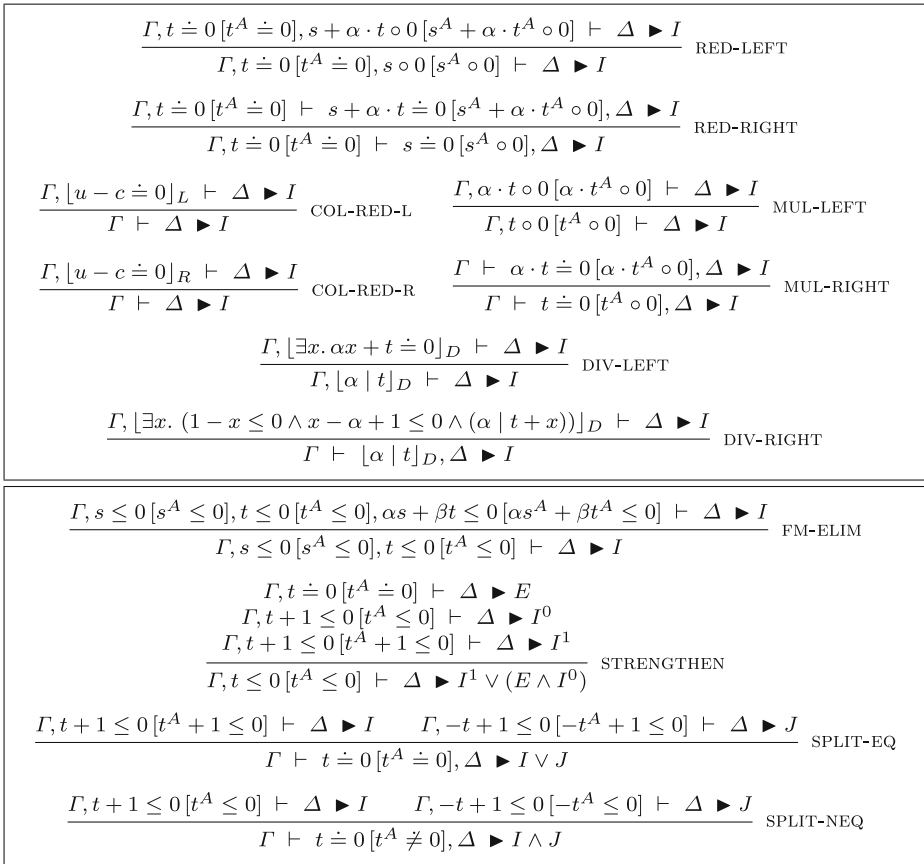 Γ, t ≐ 0 [t^A ≐ 0], s + α · t ∘ 0 [s^A + α · t^A ∘ 0] ⊢ Δ ▶ I
Γ, t ≐ 0 [t^A ≐ 0], s ∘ 0 [s^A ∘ 0] ⊢ Δ ▶ I
RED-LEFT
Γ, t ≐ 0 [t^A ≐ 0] ⊢ s + α · t ≐ 0 [s^A + α · t^A ∘ 0], Δ ▶ I
Γ, t ≐ 0 [t^A ≐ 0] ⊢ s ≐ 0 [s^A ∘ 0], Δ ▶ I
RED-RIGHT
Γ, ⌊u − c ≐ 0⌋_L ⊢ Δ ▶ I
Γ ⊢ Δ ▶ I
COL-RED-L
Γ, α · t ∘ 0 [α · t^A ∘ 0] ⊢ Δ ▶ I
Γ, t ∘ 0 [t^A ∘ 0] ⊢ Δ ▶ I
MUL-LEFT
Γ, ⌊u − c ≐ 0⌋_R ⊢ Δ ▶ I
Γ ⊢ Δ ▶ I
COL-RED-R
Γ ⊢ α · t ≐ 0 [α · t^A ∘ 0], Δ ▶ I
Γ ⊢ t ≐ 0 [t^A ∘ 0], Δ ▶ I
MUL-RIGHT
Γ, ⌊∃x. αx + t ≐ 0⌋_D ⊢ Δ ▶ I
Γ, ⌊α | t⌋_D ⊢ Δ ▶ I
DIV-LEFT
Γ, ⌊∃x. (1 − x ≤ 0 ∧ x − α + 1 ≤ 0 ∧ (α | t + x))⌋_D ⊢ Δ ▶ I
Γ ⊢ ⌊α | t⌋_D, Δ ▶ I
DIV-RIGHT
Γ, s ≤ 0 [s^A ≤ 0], t ≤ 0 [t^A ≤ 0], αs + βt ≤ 0 [αs^A + βt^A ≤ 0] ⊢ Δ ▶ I
Γ, s ≤ 0 [s^A ≤ 0], t ≤ 0 [t^A ≤ 0] ⊢ Δ ▶ I
FM-ELIM
Γ, t ≐ 0 [t^A ≐ 0] ⊢ Δ ▶ E
Γ, t + 1 ≤ 0 [t^A ≤ 0] ⊢ Δ ▶ I^0
Γ, t + 1 ≤ 0 [t^A + 1 ≤ 0] ⊢ Δ ▶ I^1
Γ, t ≤ 0 [t^A ≤ 0] ⊢ Δ ▶ I^1 ∨ (E ∧ I^0)
STRENGTHEN
Γ, t + 1 ≤ 0 [t^A + 1 ≤ 0] ⊢ Δ ▶ I Γ, −t + 1 ≤ 0 [−t^A + 1 ≤ 0] ⊢ Δ ▶ J
Γ ⊢ t ≐ 0 [t^A ≐ 0], Δ ▶ I ∨ J
SPLIT-EQ
Γ, t + 1 ≤ 0 [t^A ≤ 0] ⊢ Δ ▶ I Γ, −t + 1 ≤ 0 [−t^A ≤ 0] ⊢ Δ ▶ J
Γ ⊢ t ≐ 0 [t^A ≐̸ 0], Δ ▶ I ∧ J
SPLIT-NEQ